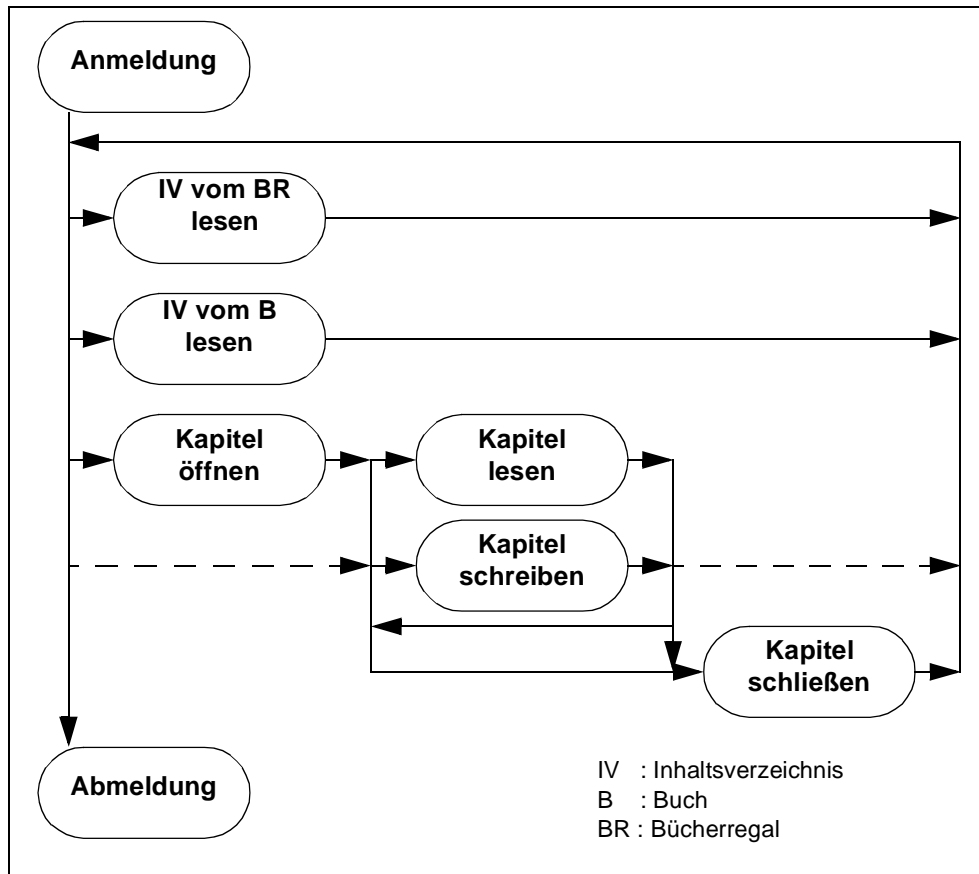 Anmeldung
IV vom BR
lesen
IV vom B
lesen
Kapitel
öffnen
Kapitel
lesen
Kapitel
schreiben
Kapitel
schließen
Abmeldung
IV : Inhaltsverzeichnis
B : Buch
BR : Bücherregal